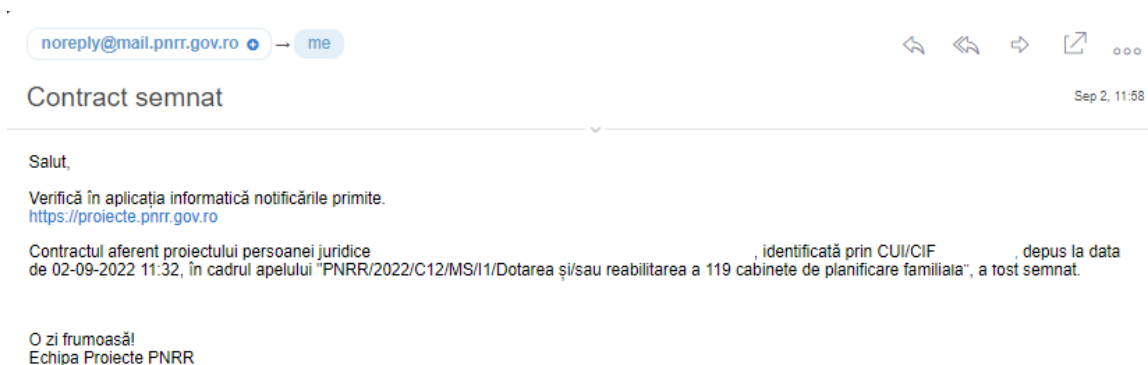 noreply@mail.pnrr.gov.ro → me
Contract semnat
Sep 2, 11:58
Salut,
Verifică în aplicația informatică notificările primite.
https://proiecte.pnrr.gov.ro
Contractul aferent proiectului persoanei juridice , identificată prin CUI/CIF , depus la data
de 02-09-2022 11:32, în cadrul apelului "PNRR/2022/C12/MS/I1/Dotarea și/sau reabilitarea a 119 cabinete de planificare familiala", a fost semnat.
O zi frumoasă!
Echipa Proiecte PNRR